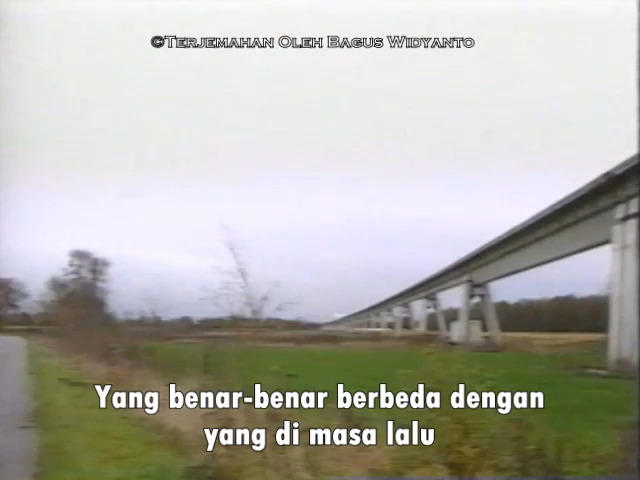 ©Terjemahan Oleh Bagus Widyanto
Yang benar-benar berbeda dengan
yang di masa lalu